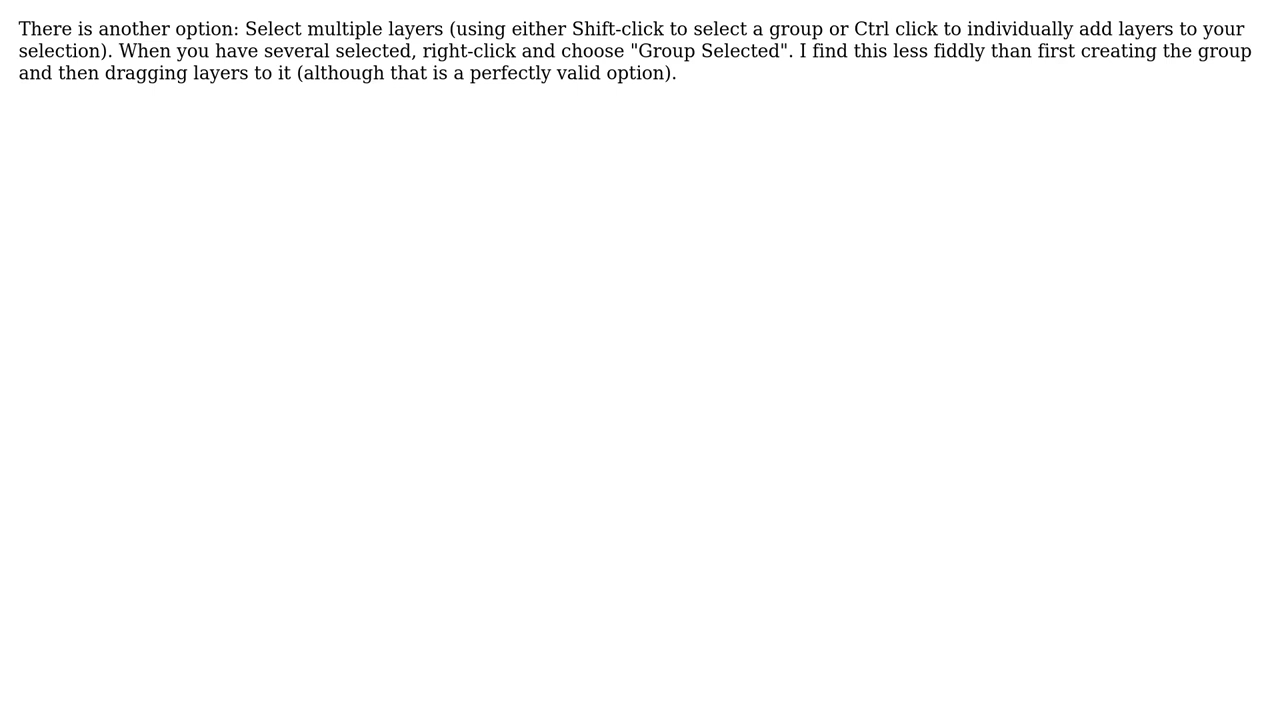 There is another option: Select multiple layers (using either Shift-click to select a group or Ctrl click to individually add layers to your
selection). When you have several selected, right-click and choose "Group Selected". I find this less fiddly than first creating the group
and then dragging layers to it (although that is a perfectly valid option).